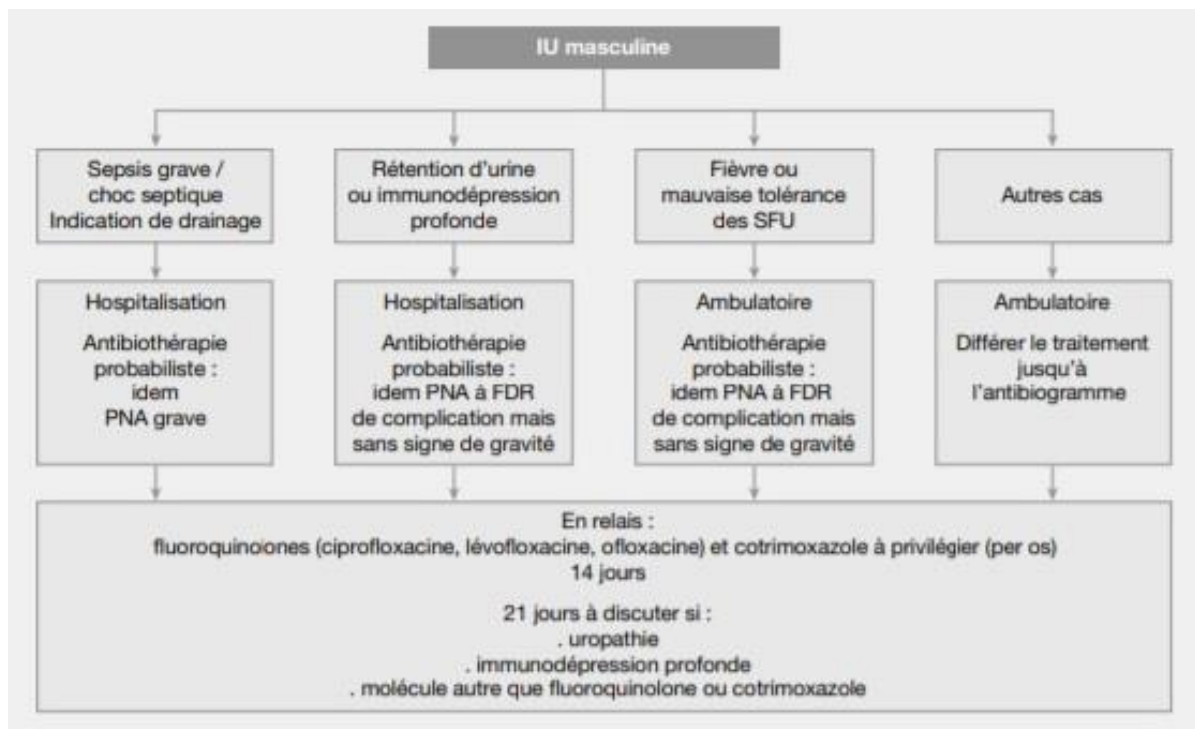 IU masculine
Sepsis grave /
choc septique
Indication de drainage
Rétention d'urine
ou immunodépression
profonde
Fièvre ou
mauvaise tolérance
des SFU
Autres cas
Hospitalisation
Antibiothérapie
probabiliste :
idem
PNA grave
Hospitalisation
Antibiothérapie
probabiliste :
idem PNA à FDR
de complication mais
sans signe de gravité
Ambulatoire
Antibiothérapie
probabiliste :
idem PNA à FDR
de complication mais
sans signe de gravité
Ambulatoire
Différer le traitement
jusqu'à
l'antibiogramme
En relais :
fluoroquinolones (ciprofloxacine, lévofloxacine, ofloxacine) et cotrimoxazole à privilégier (per os)
14 jours
21 jours à discuter si :
. uropathie
. immunodépression profonde
. molécule autre que fluoroquinolone ou cotrimoxazole